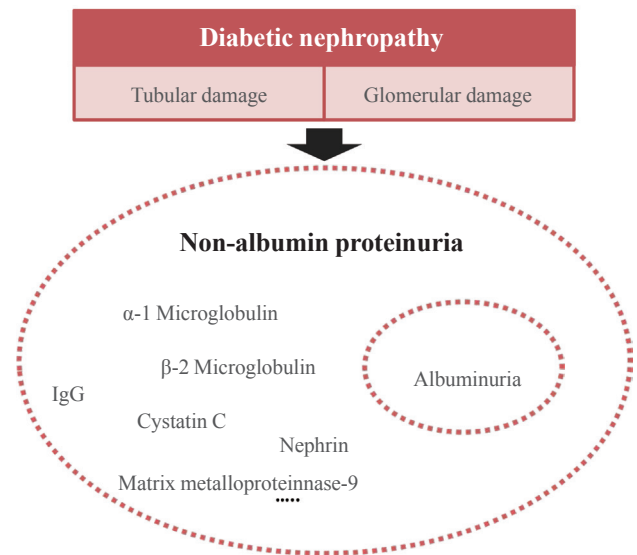 Diabetic nephropathy
Tubular damage
Glomerular damage
Non-albumin proteinuria
α-1 Microglobulin
β-2 Microglobulin
Albuminuria
IgG
Cystatin C
Nephrin
Matrix metalloproteinnase-9
.....